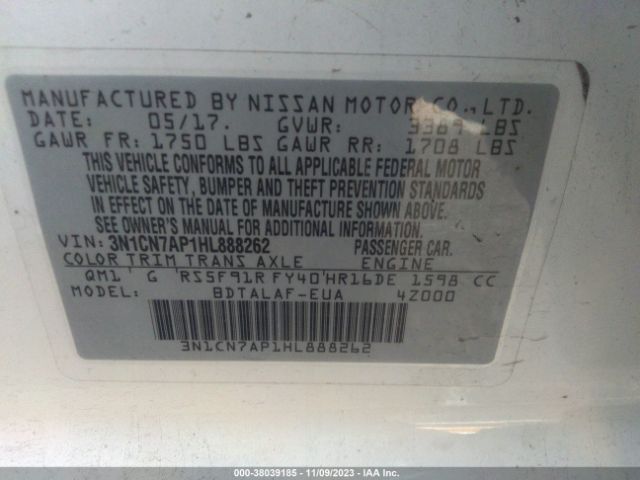 MANUFACTURED BY NISSAN MOTOR CO., LTD.
DATE: 05/17. GVWR: 3389 LBS
GAWR FR: 1750 LBS GAWR RR: 1708 LBS
THIS VEHICLE CONFORMS TO ALL APPLICABLE FEDERAL MOTOR
VEHICLE SAFETY, BUMPER AND THEFT PREVENTION STANDARDS
IN EFFECT ON THE DATE OF MANUFACTURE SHOWN ABOVE.
SEE OWNER'S MANUAL FOR ADDITIONAL INFORMATION.
VIN: 3N1CN7AP1HL888262 PASSENGER CAR.
COLOR TRIM TRANS AXLE ENGINE
QM1 G RS5F91R FY40 HR16DE 1598 CC
MODEL: BDTALAF-EUA 4Z000
3N1CN7AP1HL888262
000-38039185 - 11/09/2023 - IAA Inc.